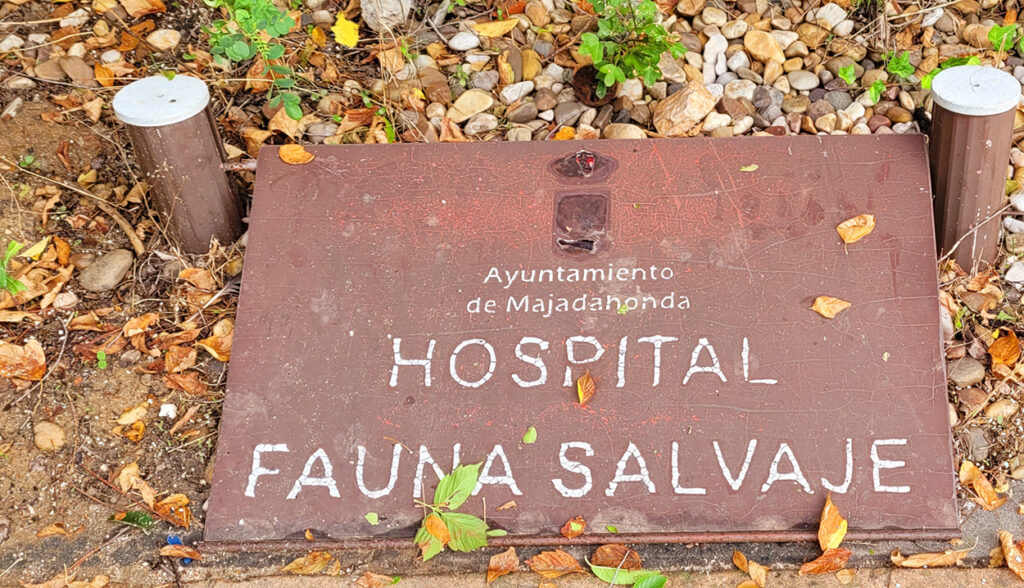 Ayuntamiento
de Majadahonda
HOSPITAL
FAUNA SALVAJE